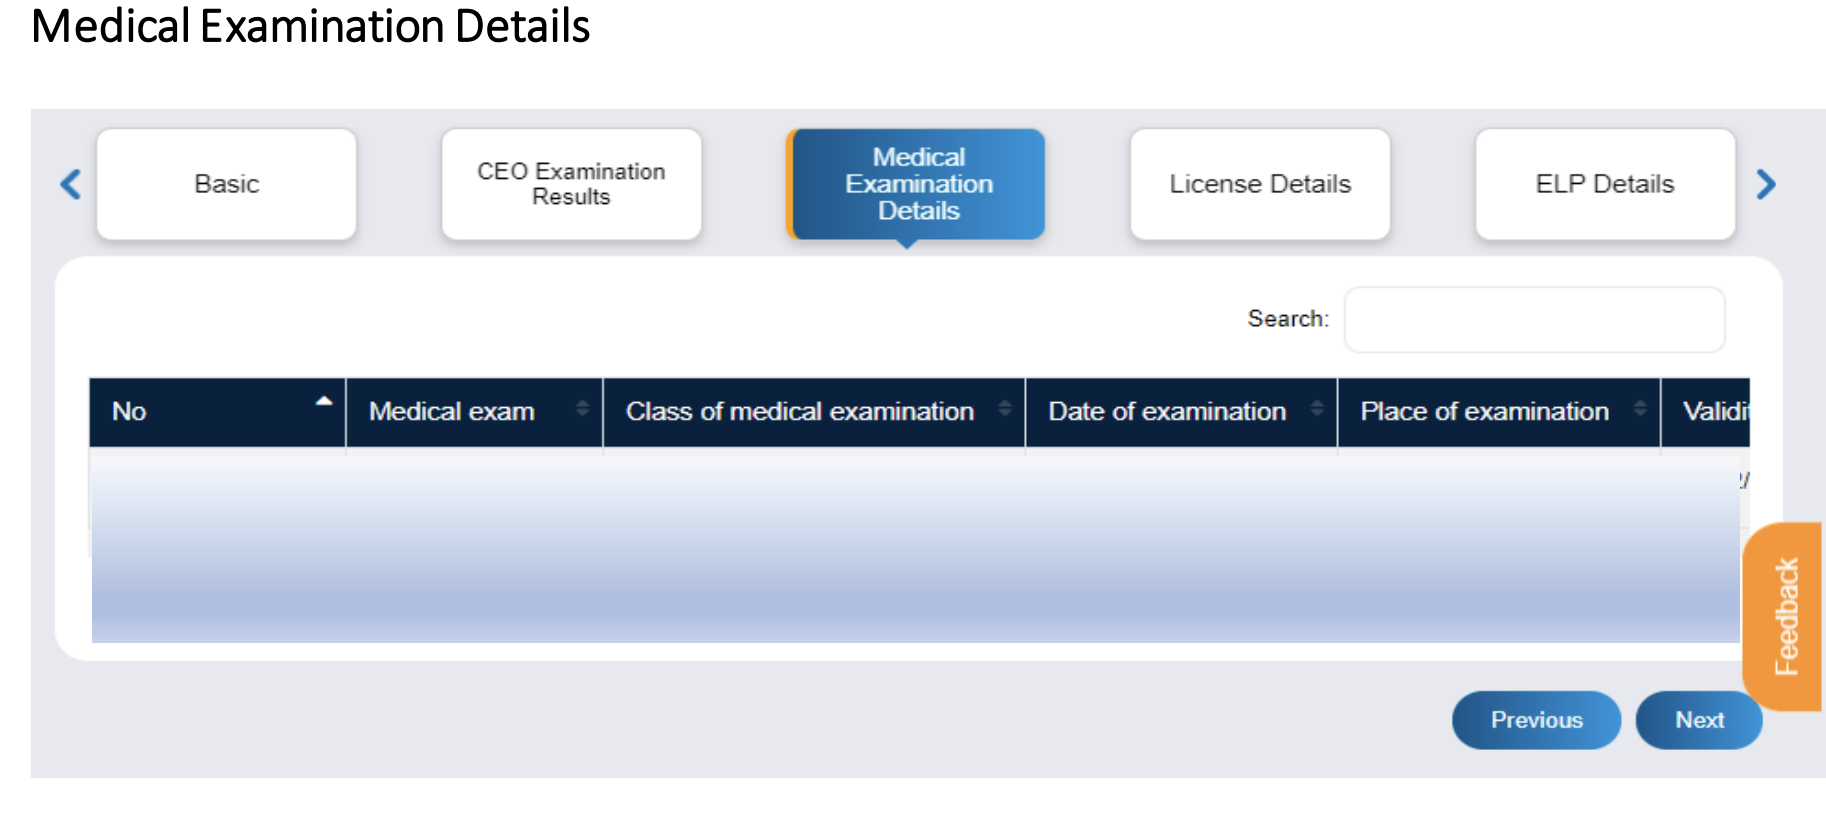 Medical Examination Details
Basic
CEO Examination
Results
Medical
Examination
Details
License Details
ELP Details
Search:
No
Medical exam
Class of medical examination
Date of examination
Place of examination
Feedback
Previous
Next